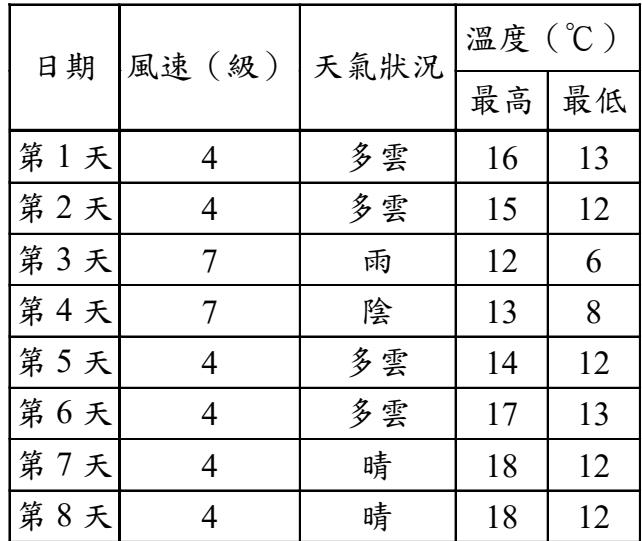 日期 風速（級） 天氣狀況 溫度（℃）
最高 最低
第 1 天 4 多雲 16 13
第 2 天 4 多雲 15 12
第 3 天 7 雨 12 6
第 4 天 7 陰 13 8
第 5 天 4 多雲 14 12
第 6 天 4 多雲 17 13
第 7 天 4 晴 18 12
第 8 天 4 晴 18 12